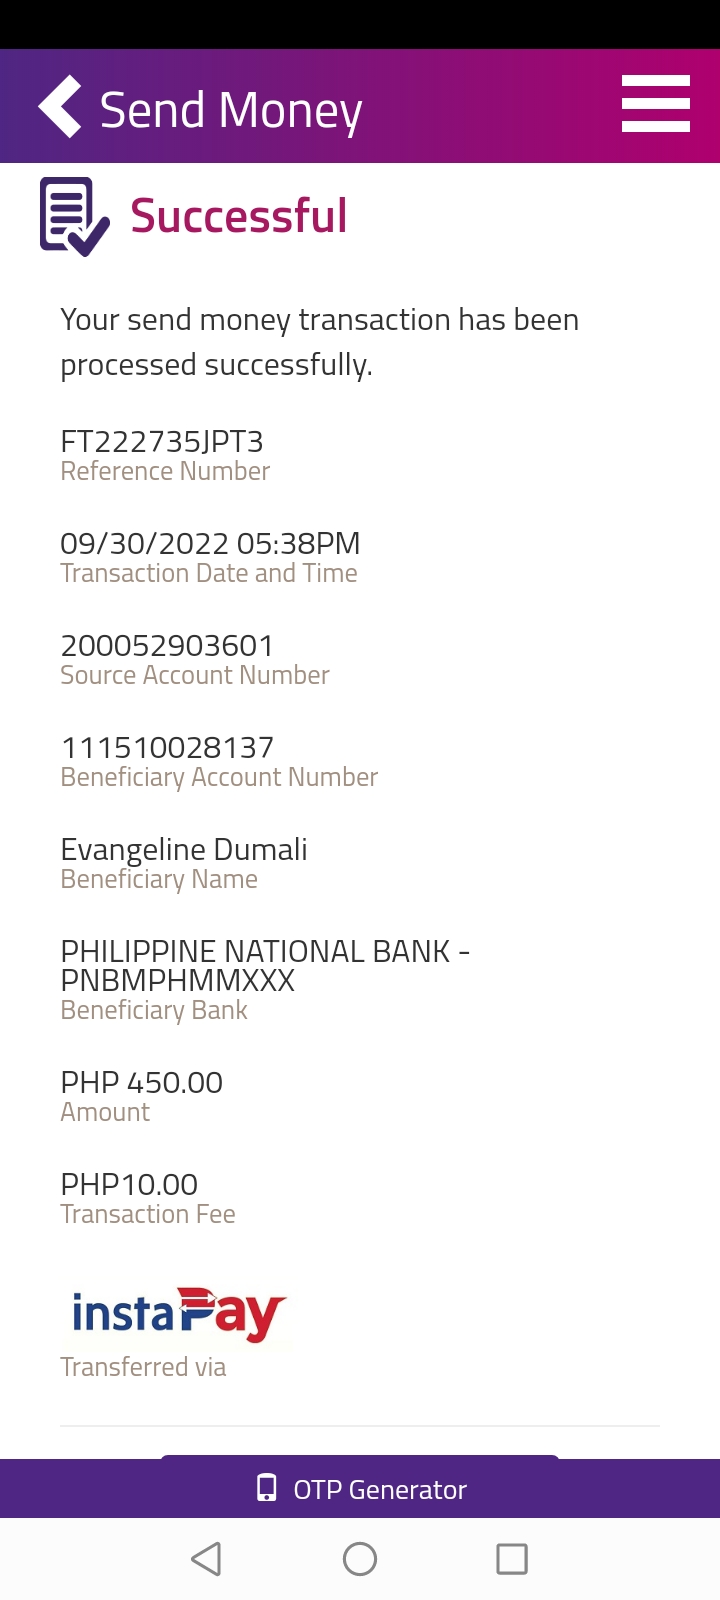 Send Money
Successful
Your send money transaction has been
processed successfully.
FT222735JPT3
Reference Number
09/30/2022 05:38PM
Transaction Date and Time
200052903601
Source Account Number
111510028137
Beneficiary Account Number
Evangeline Dumali
Beneficiary Name
PHILIPPINE NATIONAL BANK -
PNBMPHMMXXX
Beneficiary Bank
PHP 450.00
Amount
PHP10.00
Transaction Fee
instaPay
Transferred via
OTP Generator